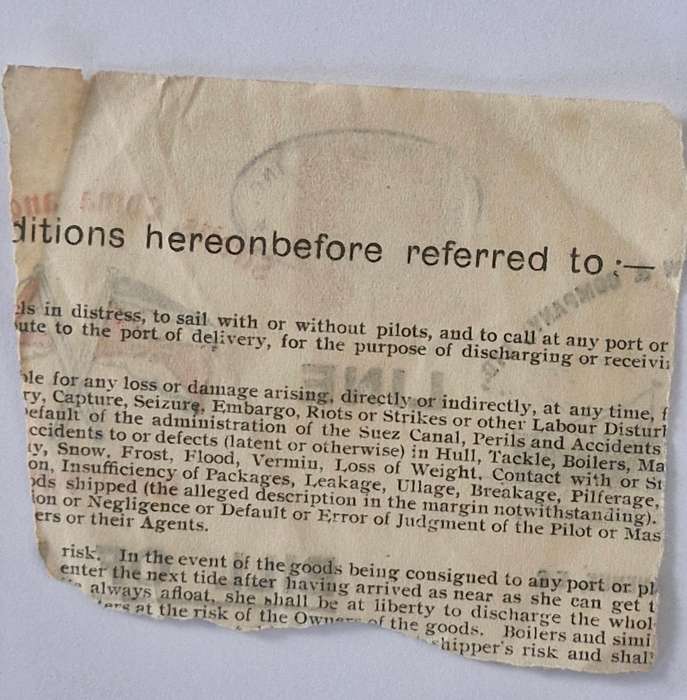 ditions hereonbefore referred to :—
els in distress, to sail with or without pilots, and to call at any port or
oute to the port of delivery, for the purpose of discharging or receivi
ble for any loss or damage arising, directly or indirectly, at any time, f
ry, Capture, Seizure, Embargo, Riots or Strikes or other Labour Distur
efault of the administration of the Suez Canal, Perils and Accidents
ccidents to or defects (latent or otherwise) in Hull, Tackle, Boilers, Ma
y, Snow, Frost, Flood, Vermin, Loss of Weight, Contact with or St
on, Insufficiency of Packages, Leakage, Ullage, Breakage, Pilferage,
ods shipped (the alleged description in the margin notwithstanding).
ion or Negligence or Default or Error of Judgment of the Pilot or Mas
ers or their Agents.
risk. In the event of the goods being consigned to any port or pl
enter the next tide after having arrived as near as she can get t
always afloat, she shall be at liberty to discharge the whol
ers at the risk of the Owners of the goods. Boilers and simi
shipper's risk and shal
& COMPANY
LINE